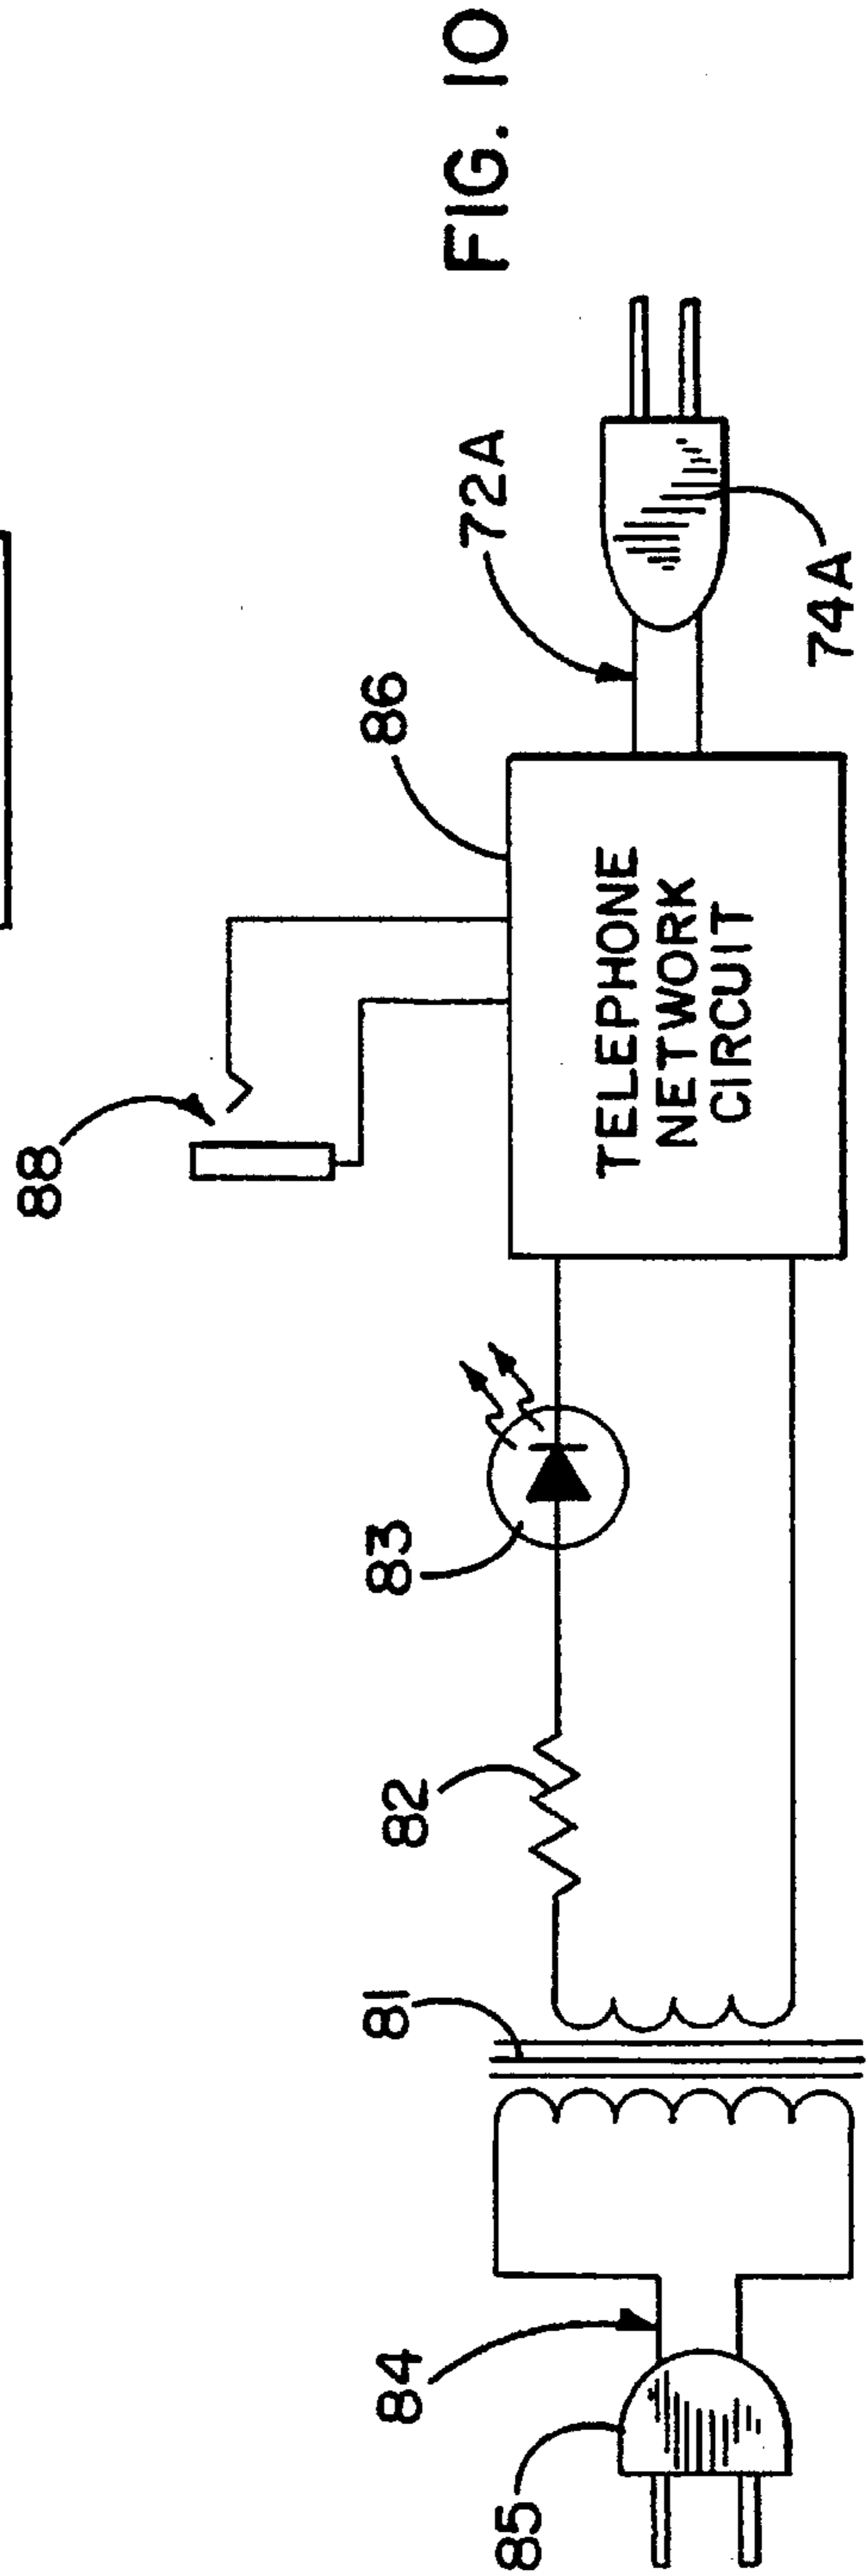 88
86
72A
FIG. 10
85
84
81
82
83
TELEPHONE
NETWORK
CIRCUIT
74A